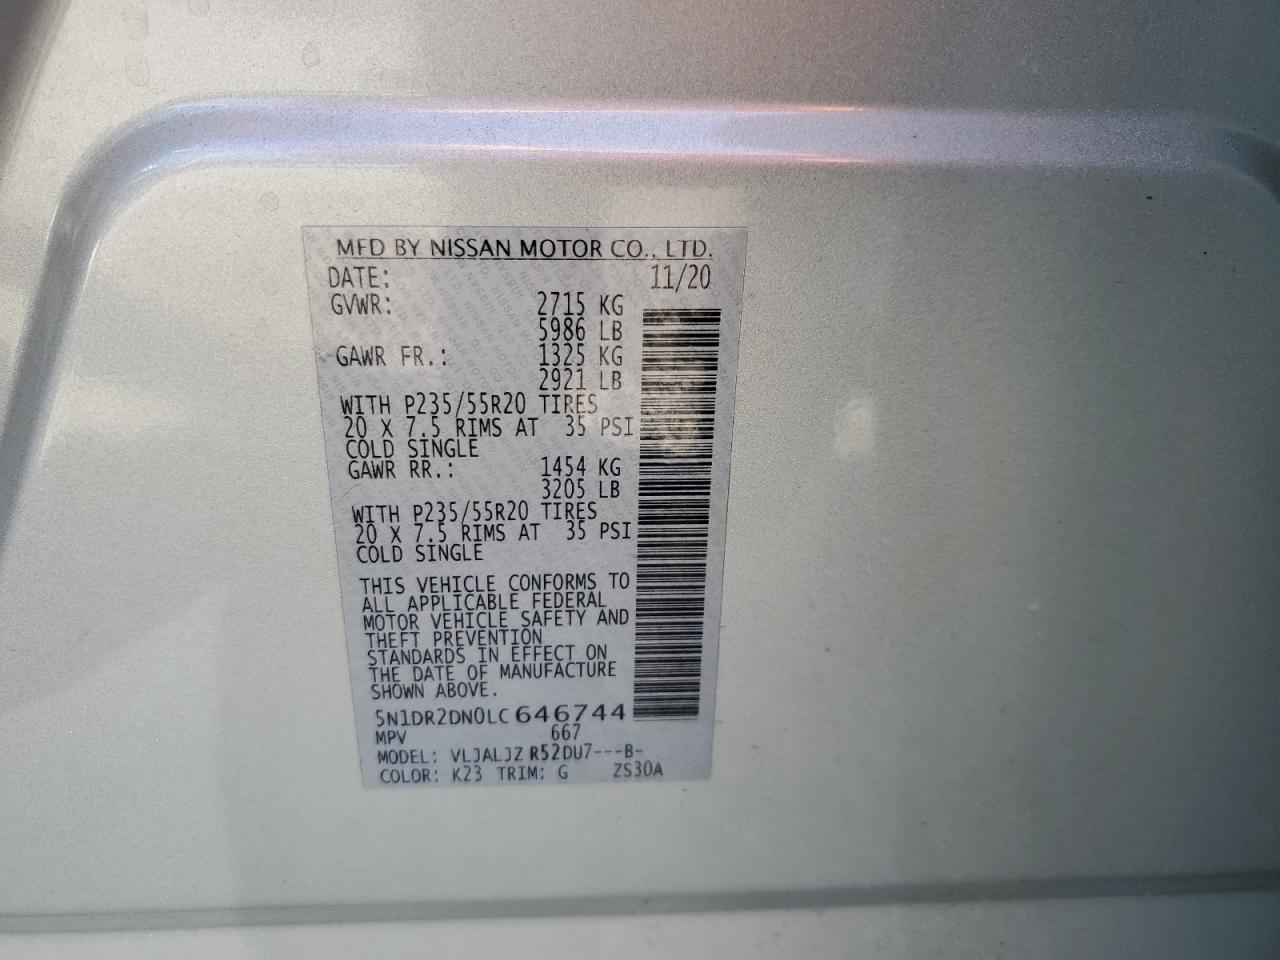 MFD BY NISSAN MOTOR CO., LTD.
DATE: 11/20
GVWR: 2715 KG
5986 LB
GAWR FR.: 1325 KG
2921 LB
WITH P235/55R20 TIRES
20 X 7.5 RIMS AT 35 PSI
COLD SINGLE
GAWR RR.: 1454 KG
3205 LB
WITH P235/55R20 TIRES
20 X 7.5 RIMS AT 35 PSI
COLD SINGLE
THIS VEHICLE CONFORMS TO
ALL APPLICABLE FEDERAL
MOTOR VEHICLE SAFETY AND
THEFT PREVENTION
STANDARDS IN EFFECT ON
THE DATE OF MANUFACTURE
SHOWN ABOVE.
5N1DR2DN0LC646744
MPV 667
MODEL: VLJALJZ R52DU7---B-
COLOR: K23 TRIM: G ZS30A